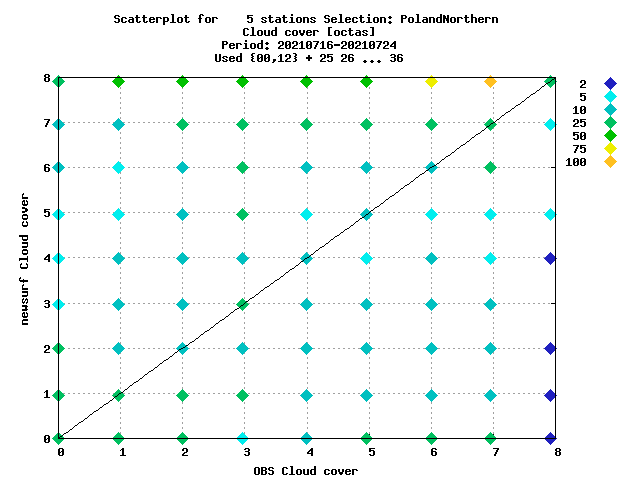 Scatterplot for    5 stations Selection: PolandNorthern
Cloud cover [octas]
Period: 20210716-20210724
Used {00,12} + 25 26 ... 36
8
7
6
5
4
3
2
1
0
newsurf Cloud cover
0 1 2 3 4 5 6 7 8
OBS Cloud cover
2
5
10
25
50
75
100